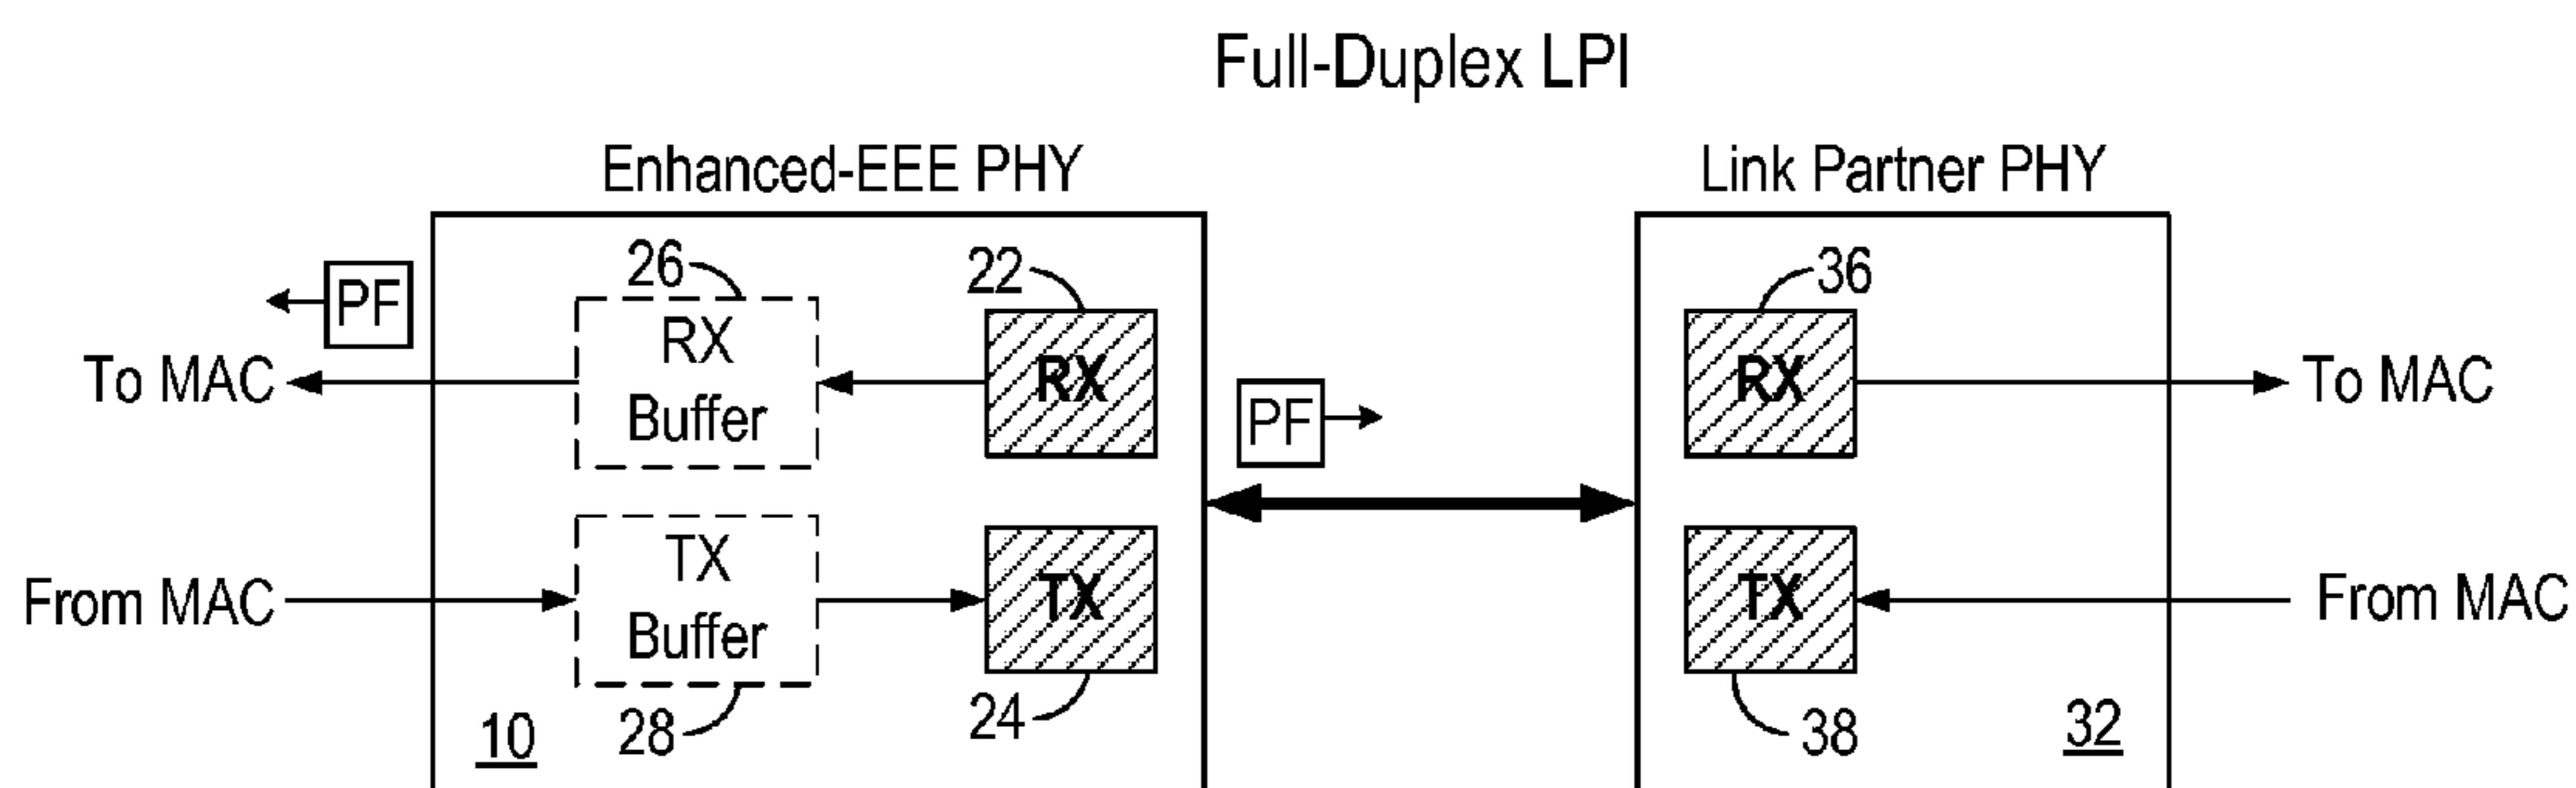 Full-Duplex LPI
Enhanced-EEE PHY
Link Partner PHY
26
22
36
PF
RX
Buffer
RX
RX
To MAC
To MAC
PF
TX
Buffer
TX
TX
From MAC
From MAC
10
28
24
38
32